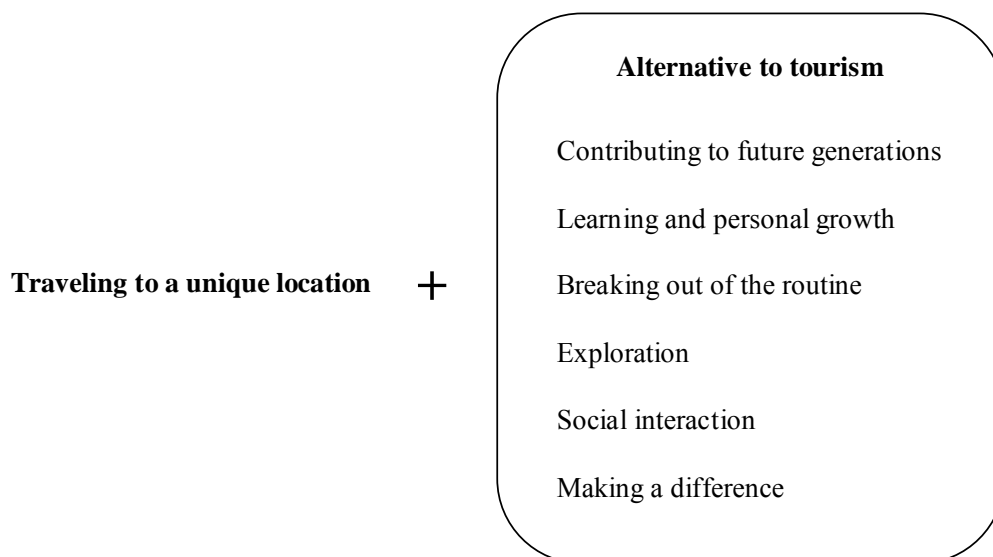 Alternative to tourism
Contributing to future generations
Learning and personal growth
Traveling to a unique location + Breaking out of the routine
Exploration
Social interaction
Making a difference